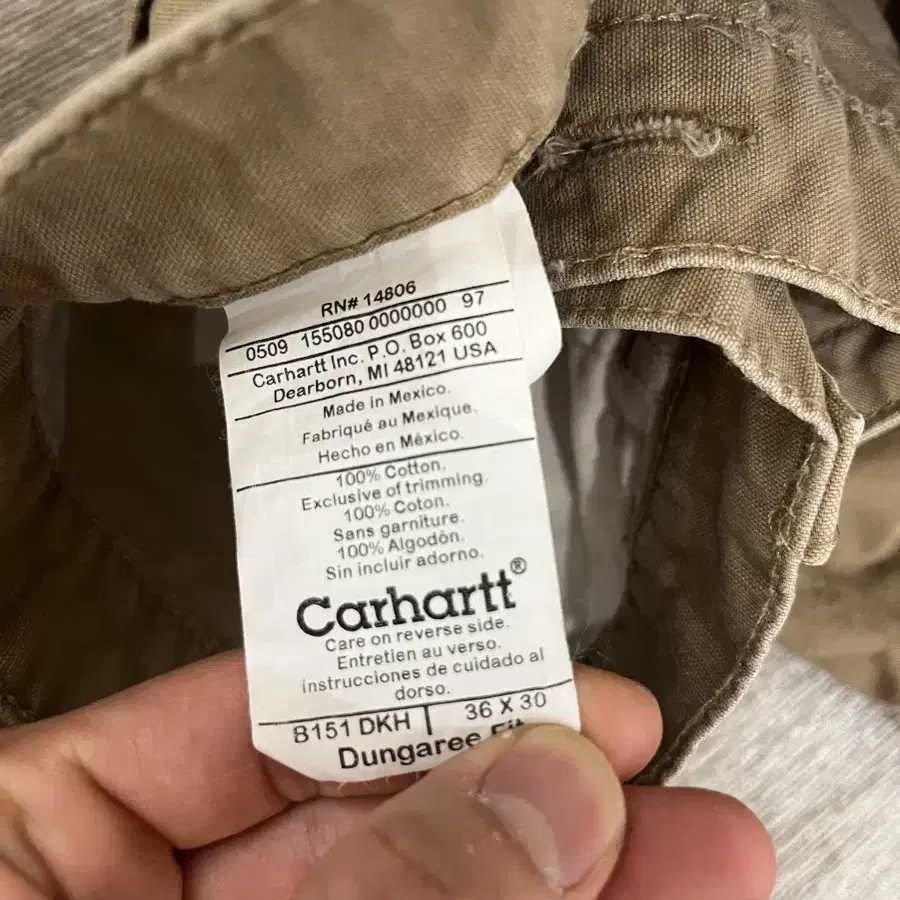 RN# 14806
0509 155080 0000000 97
Carhartt Inc. P.O. Box 600
Dearborn, MI 48121 USA
Made in Mexico.
Fabriqué au Mexique.
Hecho en México.
100% Cotton.
Exclusive of trimming.
100% Coton.
Sans garniture.
100% Algodón.
Sin incluir adorno.
Carhartt®
Care on reverse side.
Entretien au verso.
instrucciones de cuidado al
dorso.
B151 DKH | 36 X 30
Dungaree Fit